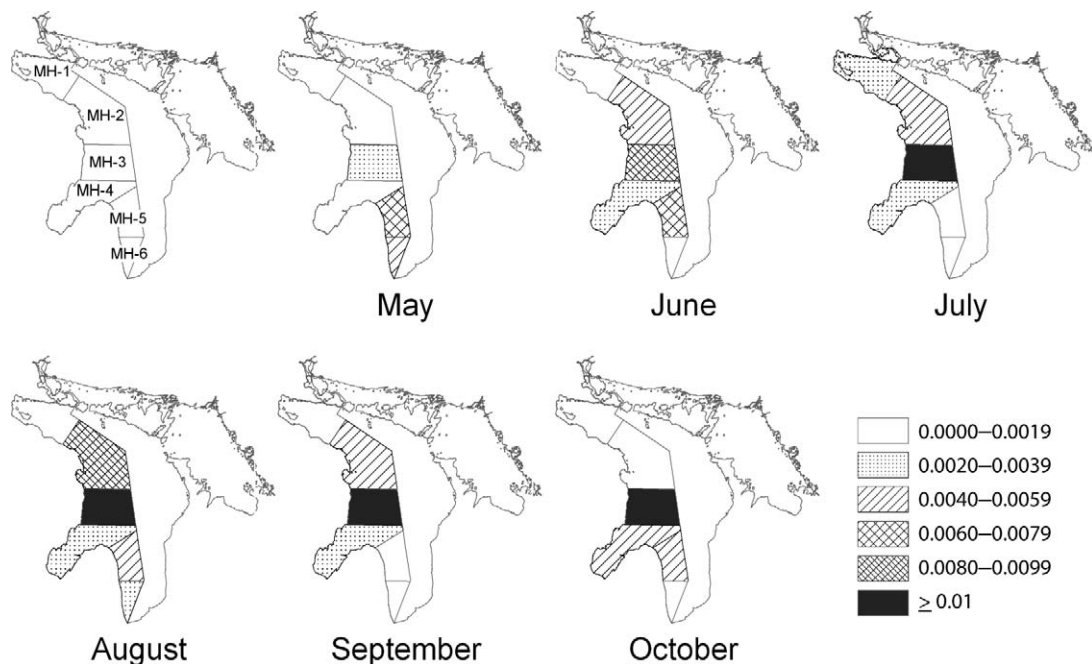 MH-1
MH-2
MH-3
MH-4
MH-5
MH-6
May
June
July
August
September
October
0.0000–0.0019
0.0020–0.0039
0.0040–0.0059
0.0060–0.0079
0.0080–0.0099
≥ 0.01